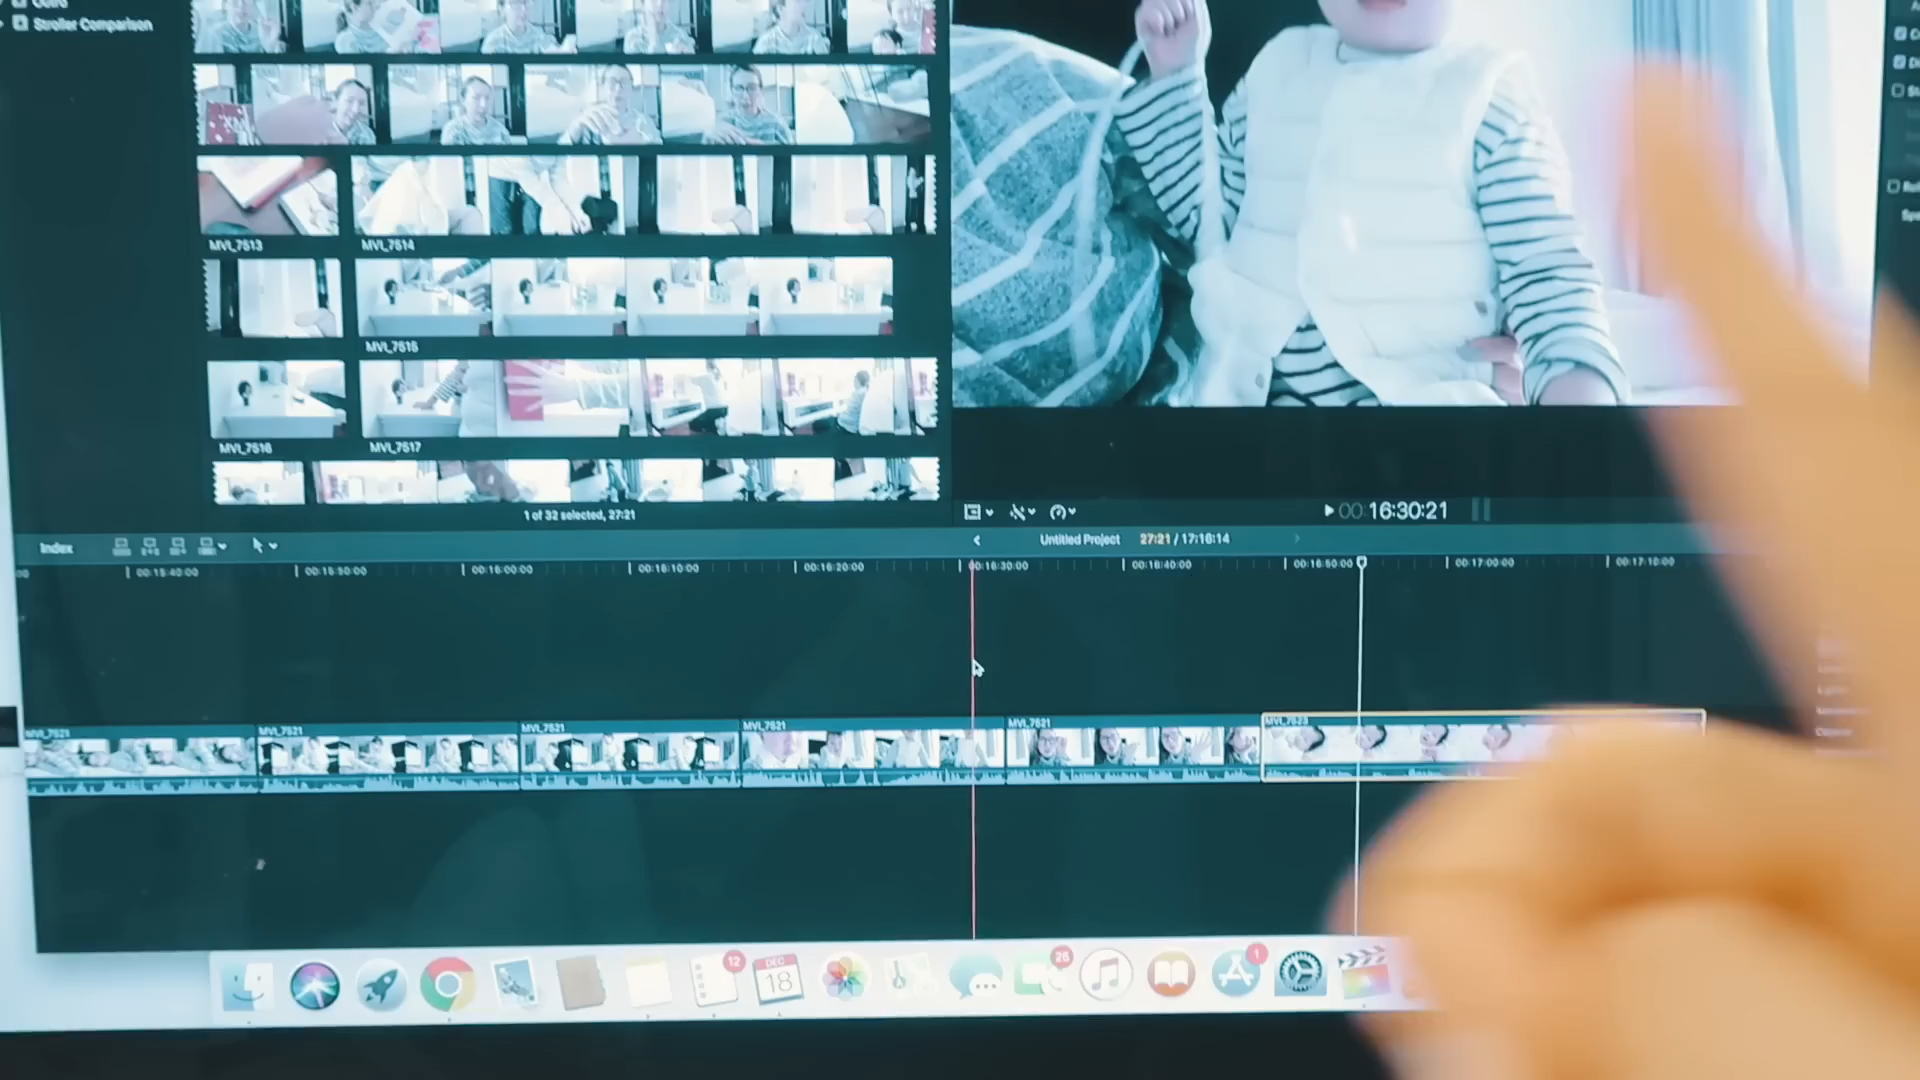 Outro
Stroller Comparison
MVI_7513
MVI_7514
MVI_7515
MVI_7516
MVI_7517
1 of 32 selected, 27:21
00:16:30:21
Index
Untitled Project
27:21 / 17:16:14
00:15:40:00
00:15:50:00
00:16:00:00
00:16:10:00
00:16:20:00
00:16:30:00
00:16:40:00
00:16:50:00
00:17:00:00
00:17:10:00
MVI_7521
MVI_7521
MVI_7521
MVI_7521
MVI_7521
MVI_7523
12
DEC
18
26
1